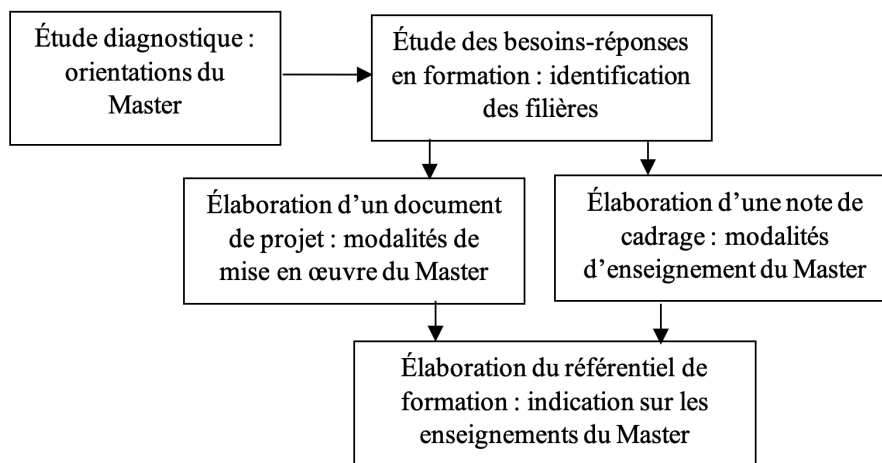 Étude diagnostique :
orientations du
Master
Étude des besoins-réponses
en formation : identification
des filières
Élaboration d’un document
de projet : modalités de
mise en œuvre du Master
Élaboration d’une note de
cadrage : modalités
d’enseignement du Master
Élaboration du référentiel de
formation : indication sur les
enseignements du Master